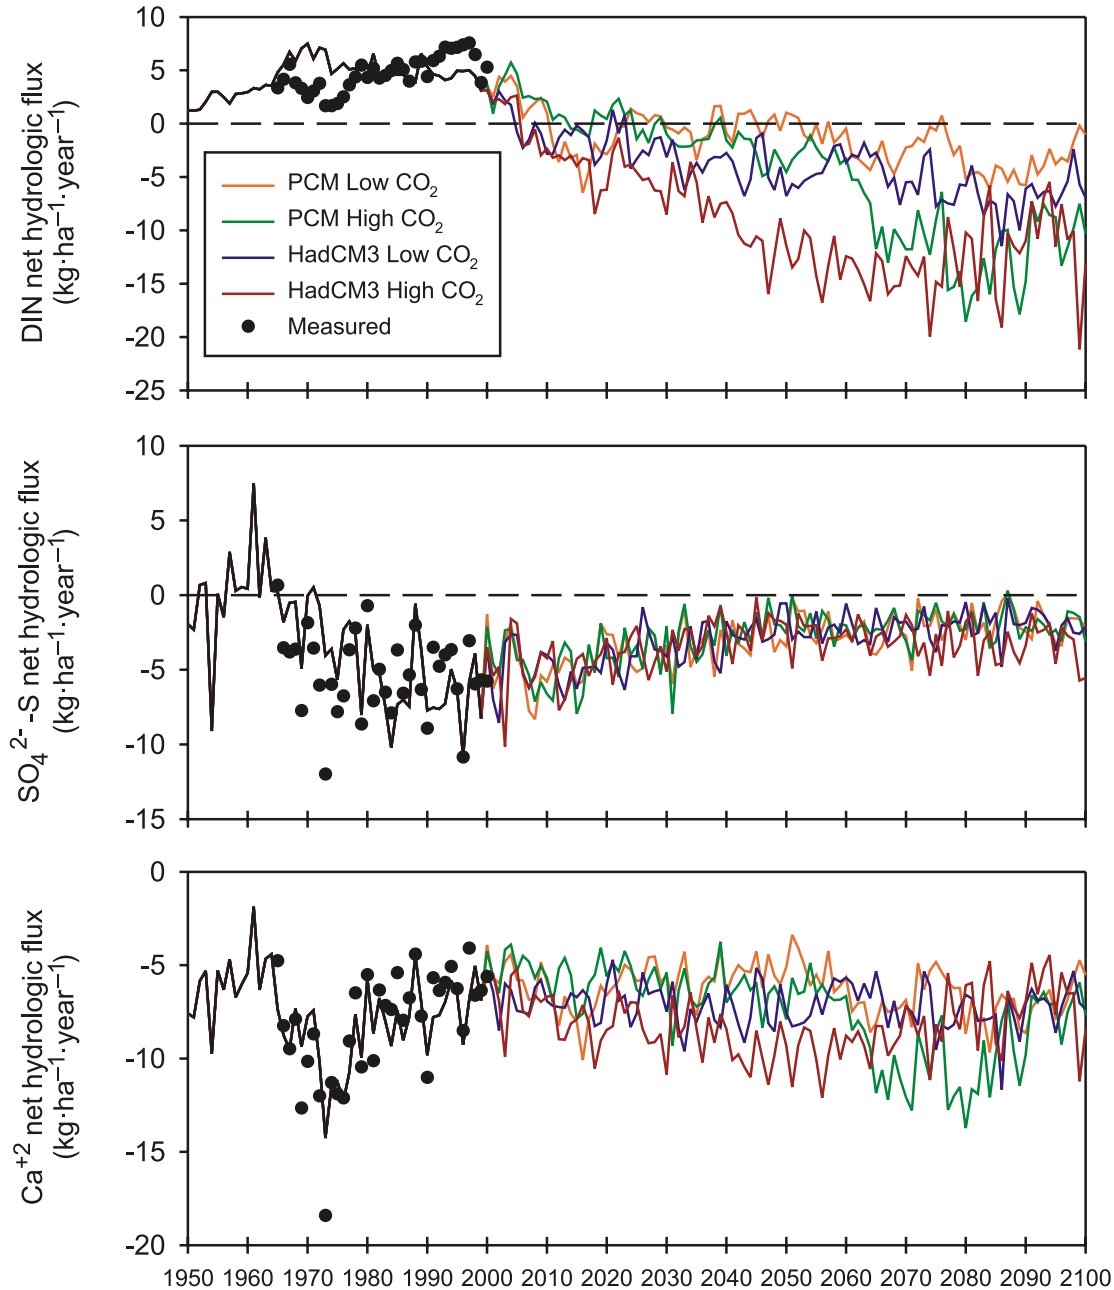 DIN net hydrologic flux
(kg·ha⁻¹·year⁻¹)
10
5
0
-5
-10
-15
-20
-25
PCM Low CO₂
PCM High CO₂
HadCM3 Low CO₂
HadCM3 High CO₂
Measured
SO₄²⁻-S net hydrologic flux
(kg·ha⁻¹·year⁻¹)
10
5
0
-5
-10
-15
Ca⁺² net hydrologic flux
(kg·ha⁻¹·year⁻¹)
0
-5
-10
-15
-20
1950 1960 1970 1980 1990 2000 2010 2020 2030 2040 2050 2060 2070 2080 2090 2100